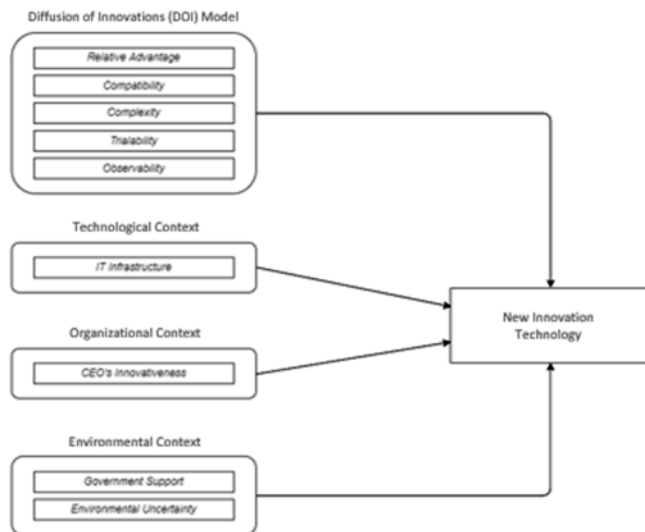 Diffusion of Innovations (DOI) Model
Relative Advantage
Compatibility
Complexity
Trialability
Observability
Technological Context
IT Infrastructure
Organizational Context
CEO's Innovativeness
Environmental Context
Government Support
Environmental Uncertainty
New Innovation
Technology